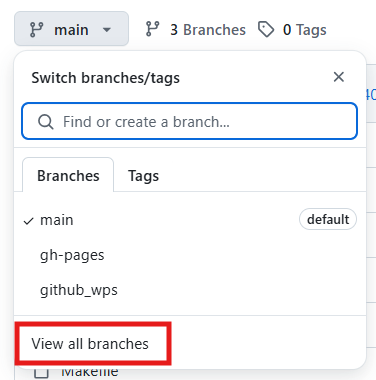 main 3 Branches 0 Tags
Switch branches/tags
Find or create a branch...
Branches Tags
main default
gh-pages
github_wps
View all branches
Makefile